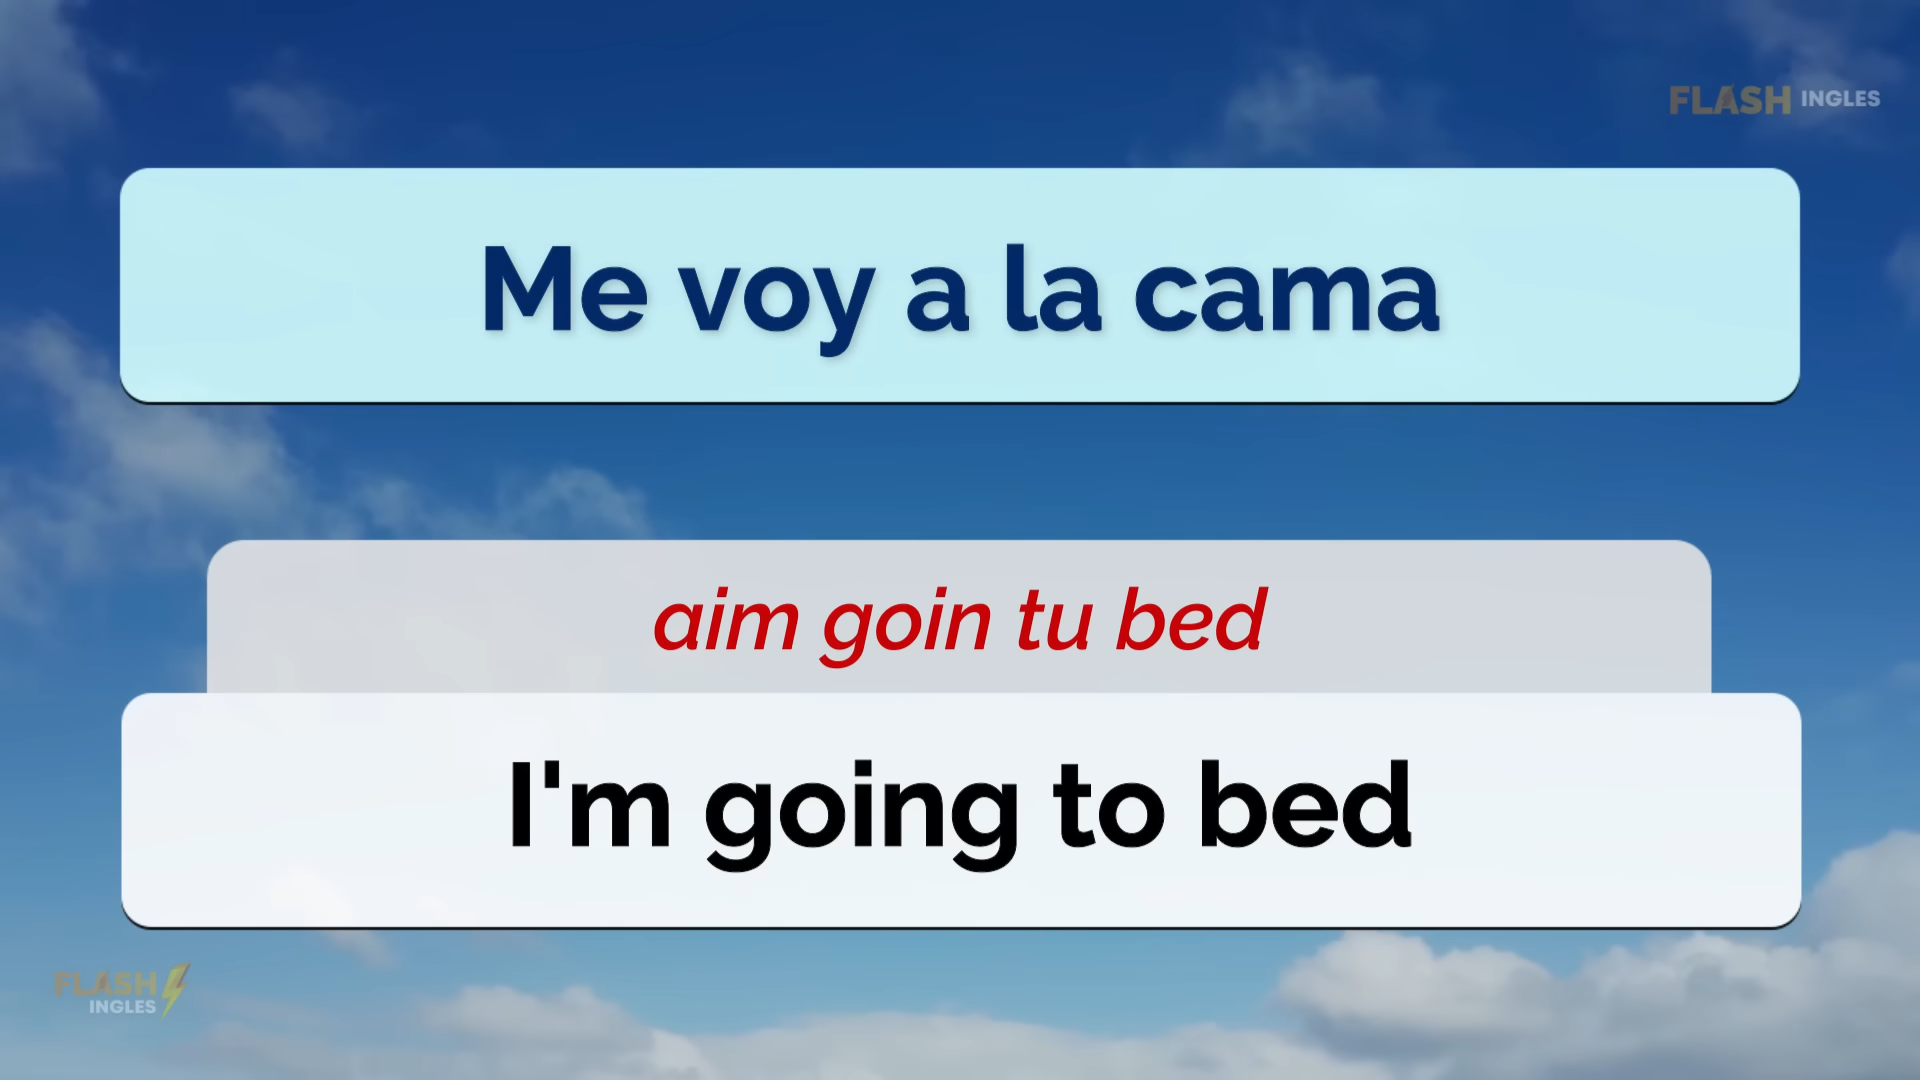 FLASH INGLES
Me voy a la cama
aim goin tu bed
I'm going to bed
FLASH
INGLES